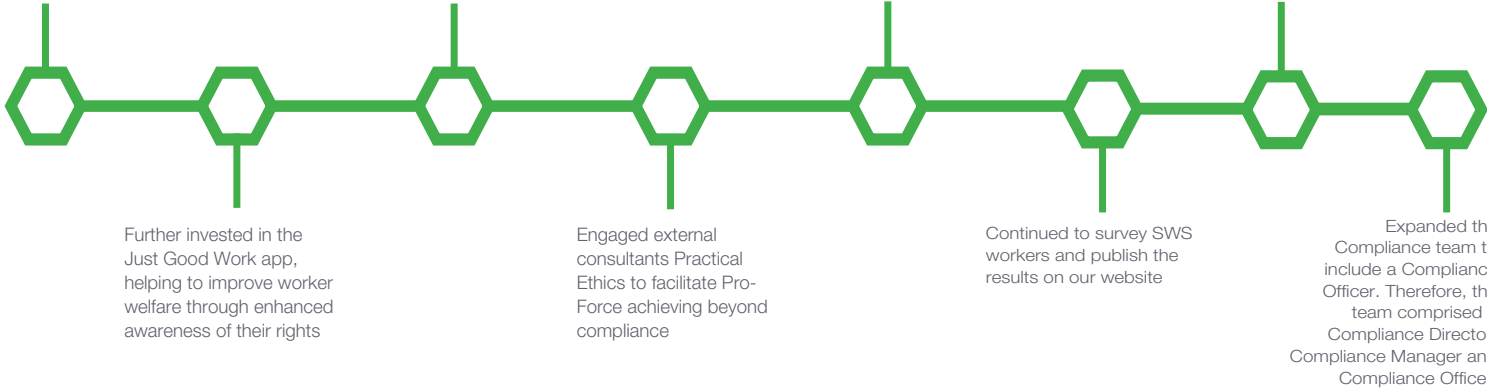 Further invested in the
Just Good Work app,
helping to improve worker
welfare through enhanced
awareness of their rights
Engaged external
consultants Practical
Ethics to facilitate Pro-
Force achieving beyond
compliance
Continued to survey SWS
workers and publish the
results on our website
Expanded th
Compliance team t
include a Complianc
Officer. Therefore, th
team comprised
Compliance Directo
Compliance Manager an
Compliance Office